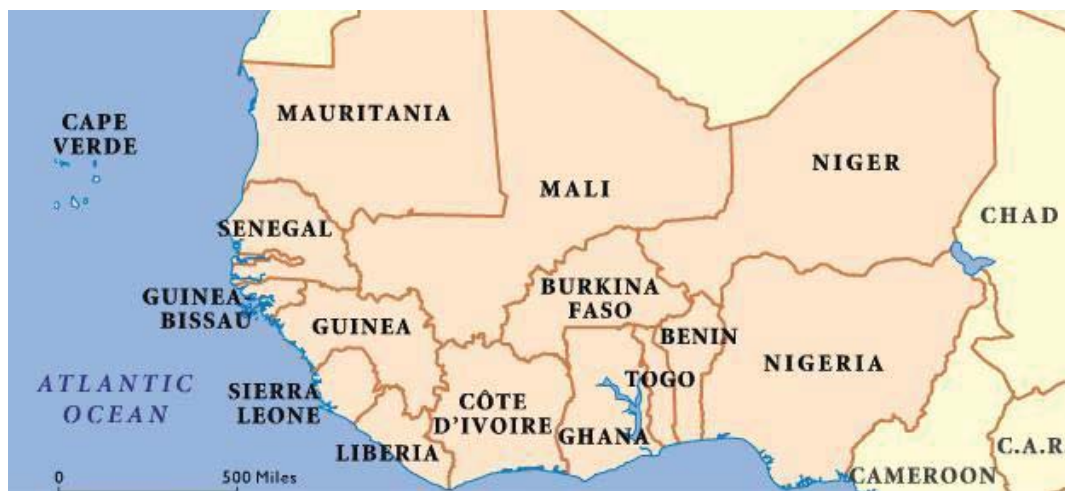 MAURITANIA
CAPE
VERDE
NIGER
MALI
CHAD
SENEGAL
BURKINA
FASO
GUINEA-
BISSAU
GUINEA
BENIN
NIGERIA
TOGO
ATLANTIC
OCEAN
SIERRA
LEONE
CÔTE
D'IVOIRE
GHANA
LIBERIA
C.A.R.
CAMEROON
0 500 Miles